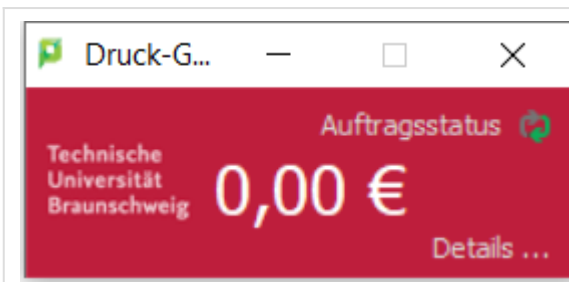 Druck-G...
Auftragsstatus
Technische
Universität
Braunschweig
0,00 €
Details ...